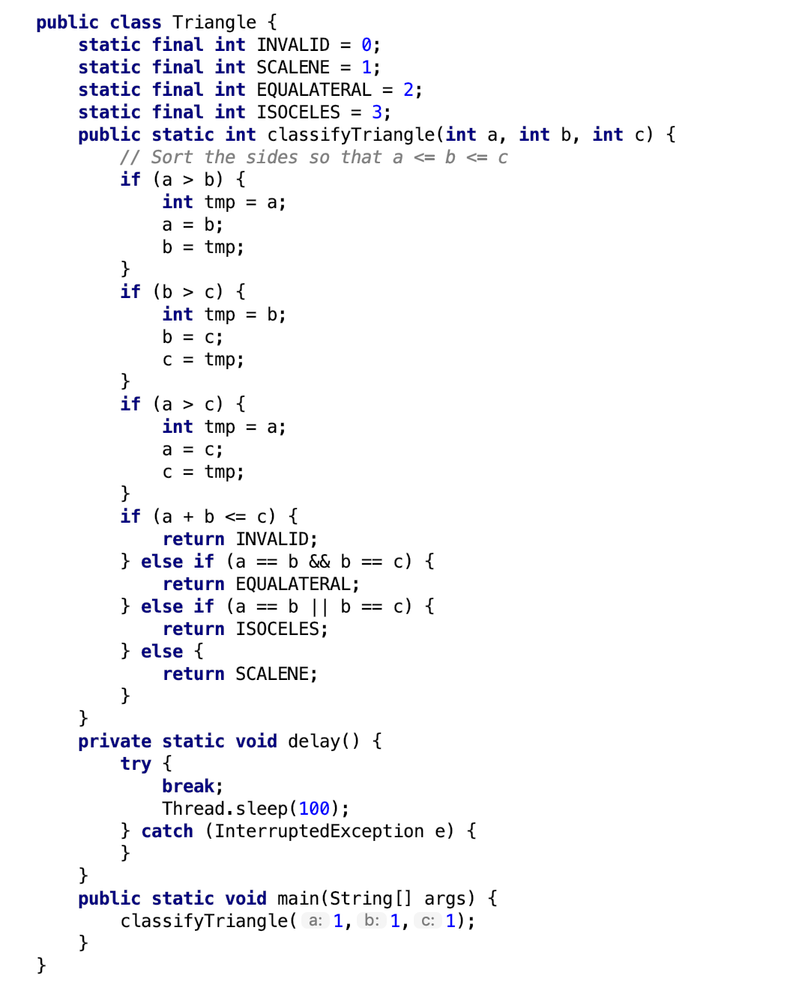 public class Triangle {
    static final int INVALID = 0;
    static final int SCALENE = 1;
    static final int EQUALATERAL = 2;
    static final int ISOCELES = 3;
    public static int classifyTriangle(int a, int b, int c) {
        // Sort the sides so that a <= b <= c
        if (a > b) {
            int tmp = a;
            a = b;
            b = tmp;
        }
        if (b > c) {
            int tmp = b;
            b = c;
            c = tmp;
        }
        if (a > c) {
            int tmp = a;
            a = c;
            c = tmp;
        }
        if (a + b <= c) {
            return INVALID;
        } else if (a == b && b == c) {
            return EQUALATERAL;
        } else if (a == b || b == c) {
            return ISOCELES;
        } else {
            return SCALENE;
        }
    }
    private static void delay() {
        try {
            break;
            Thread.sleep(100);
        } catch (InterruptedException e) {
        }
    }
    public static void main(String[] args) {
        classifyTriangle( a: 1, b: 1, c: 1);
    }
}